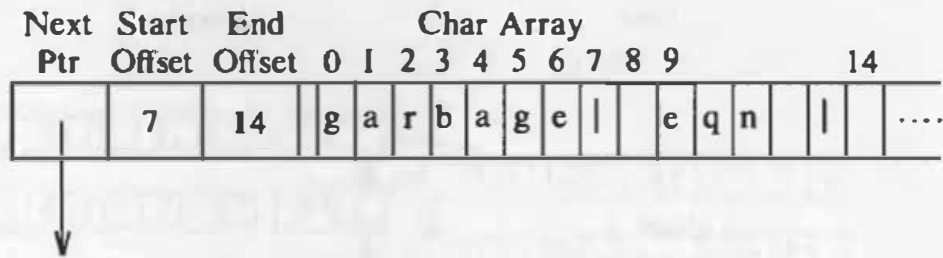 Next Start End Char Array
Ptr Offset Offset 0 1 2 3 4 5 6 7 8 9 14
7 14 g a r b a g e | e q n | ....